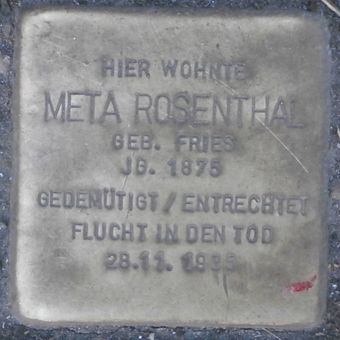 HIER WOHNTE
META ROSENTHAL
GEB. FRIES
JG. 1875
GEDEMÜTIGT / ENTRECHTET
FLUCHT IN DEN TOD